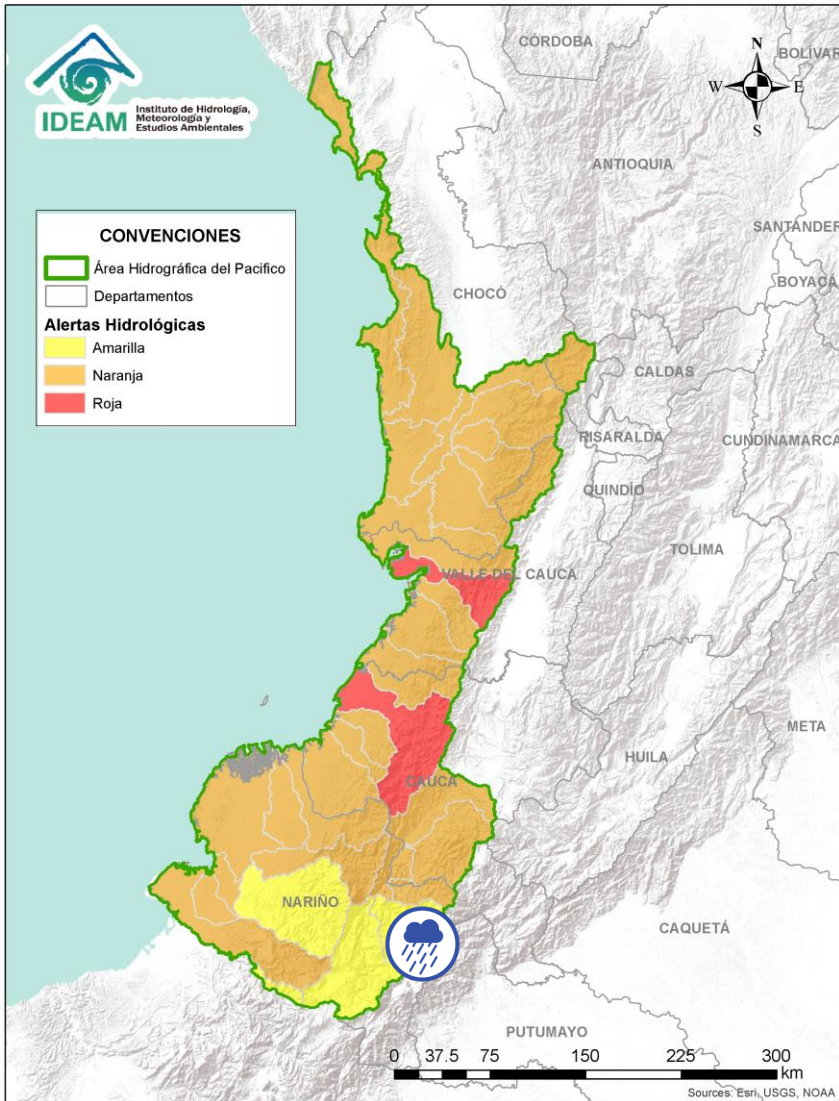 IDEAM
Instituto de Hidrología,
Meteorología y
Estudios Ambientales
CÓRDOBA
BOLÍVAR
N
W
E
S
ANTIOQUIA
SANTANDER
BOYACÁ
CONVENCIONES
Área Hidrográfica del Pacifico
Departamentos
Alertas Hidrológicas
Amarilla
Naranja
Roja
CHOCÓ
CALDAS
RISARALDA
CUNDINAMARCA
QUINDÍO
TOLIMA
VALLE DEL CAUCA
META
HUILA
CAUCA
NARIÑO
CAQUETÁ
PUTUMAYO
0 37.5 75 150 225 300
km
Sources: Esri, USGS, NOAA